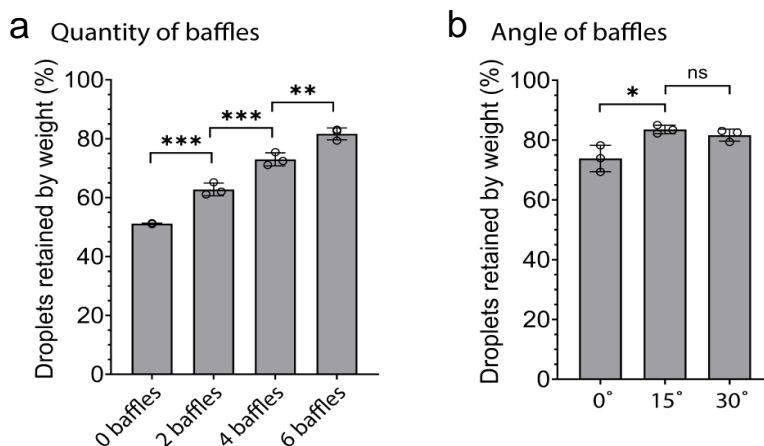 a Quantity of baffles
Droplets retained by weight (%)
100
80
60
40
20
0
***
***
**
0 baffles
2 baffles
4 baffles
6 baffles
b Angle of baffles
Droplets retained by weight (%)
100
80
60
40
20
0
*
ns
0°
15°
30°